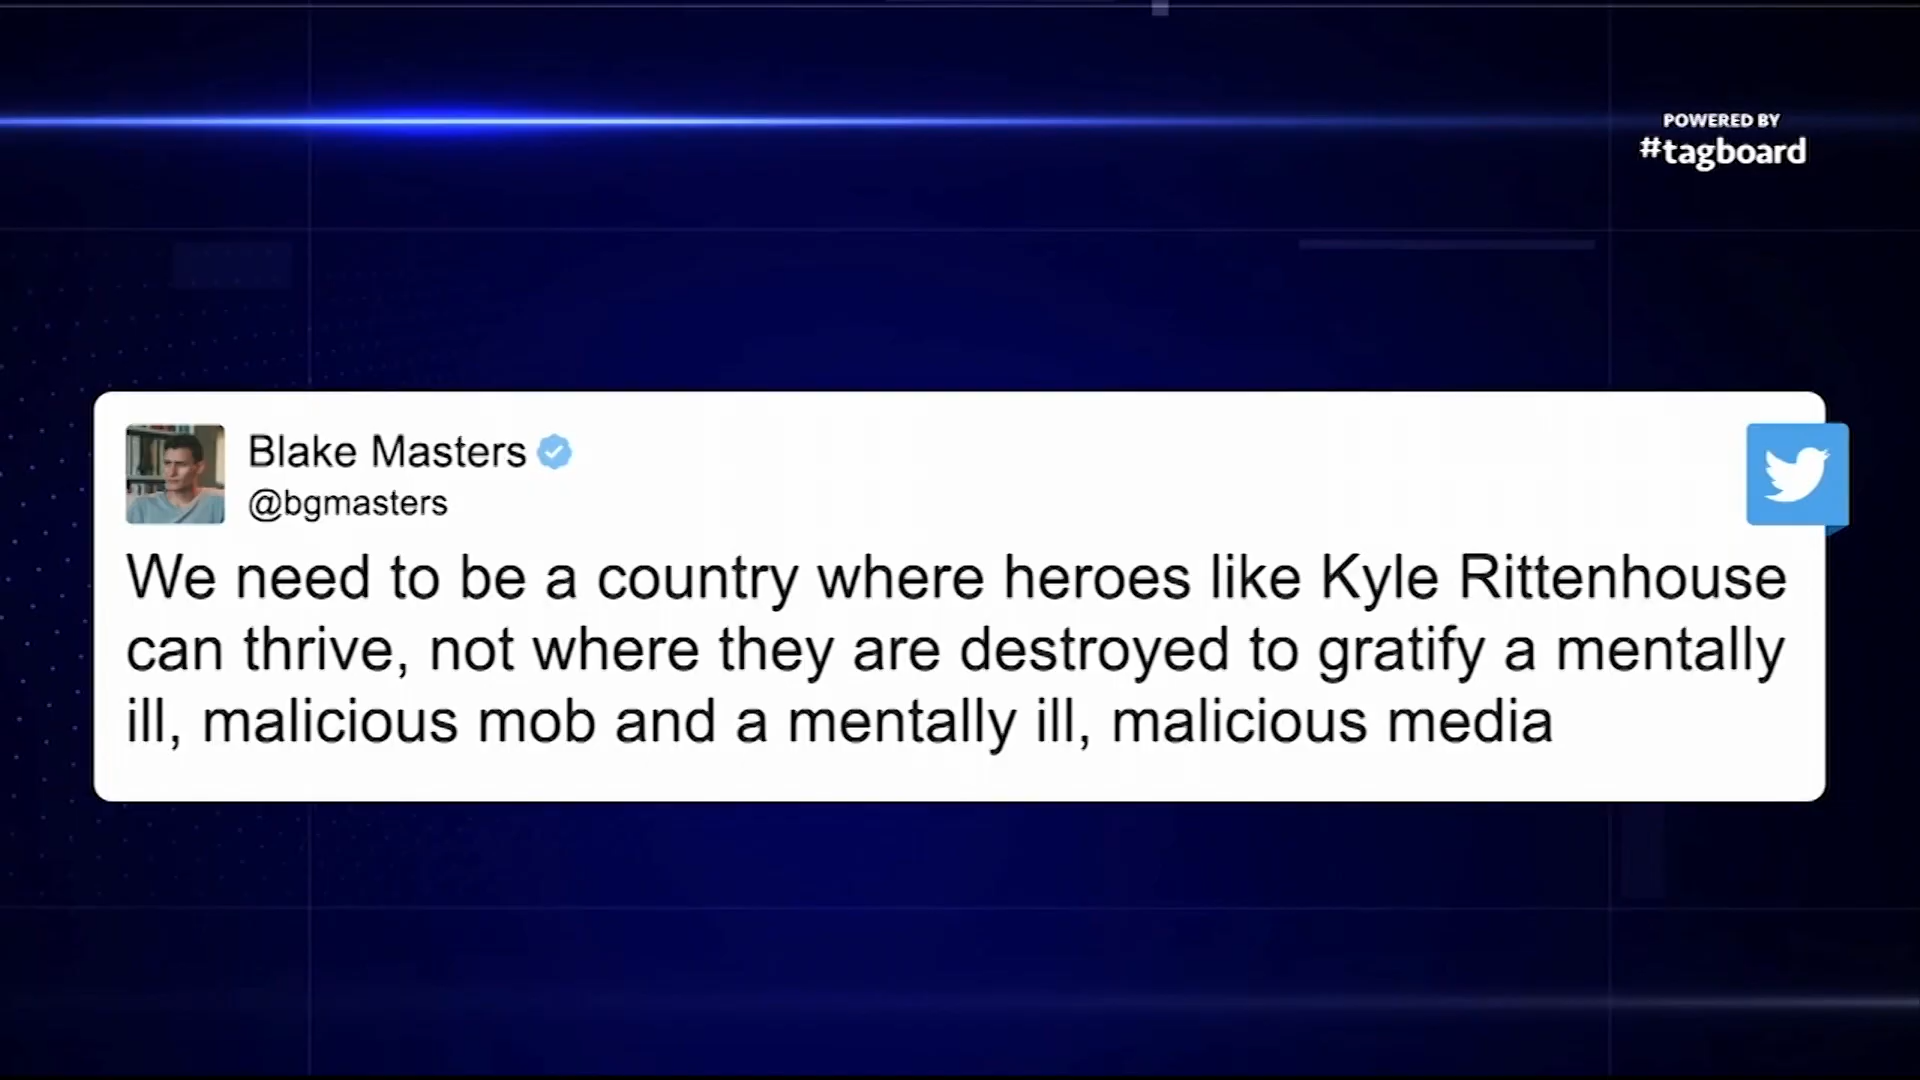 POWERED BY
#tagboard
Blake Masters
@bgmasters
We need to be a country where heroes like Kyle Rittenhouse
can thrive, not where they are destroyed to gratify a mentally
ill, malicious mob and a mentally ill, malicious media